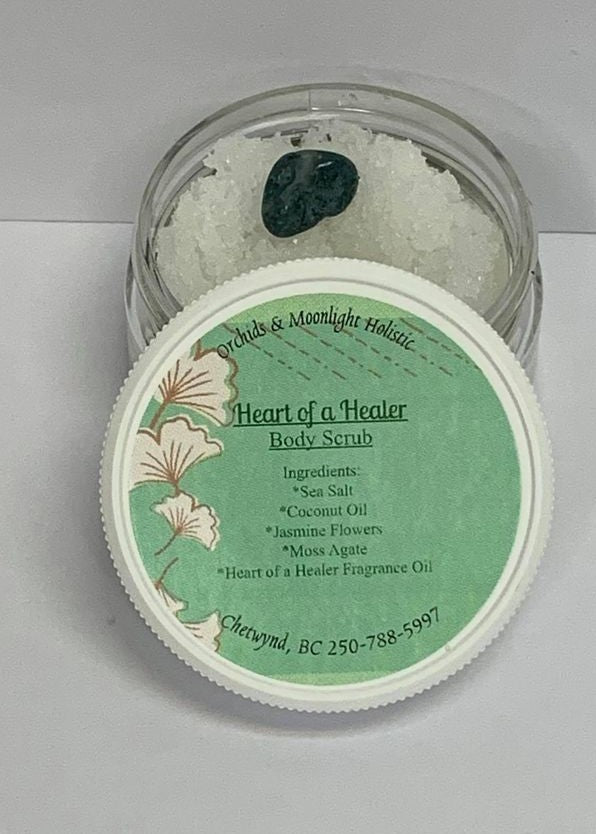 Orchids & Moonlight Holistic
Heart of a Healer
Body Scrub
Ingredients:
*Sea Salt
*Coconut Oil
*Jasmine Flowers
*Moss Agate
*Heart of a Healer Fragrance Oil
Chetwynd, BC 250-788-5997